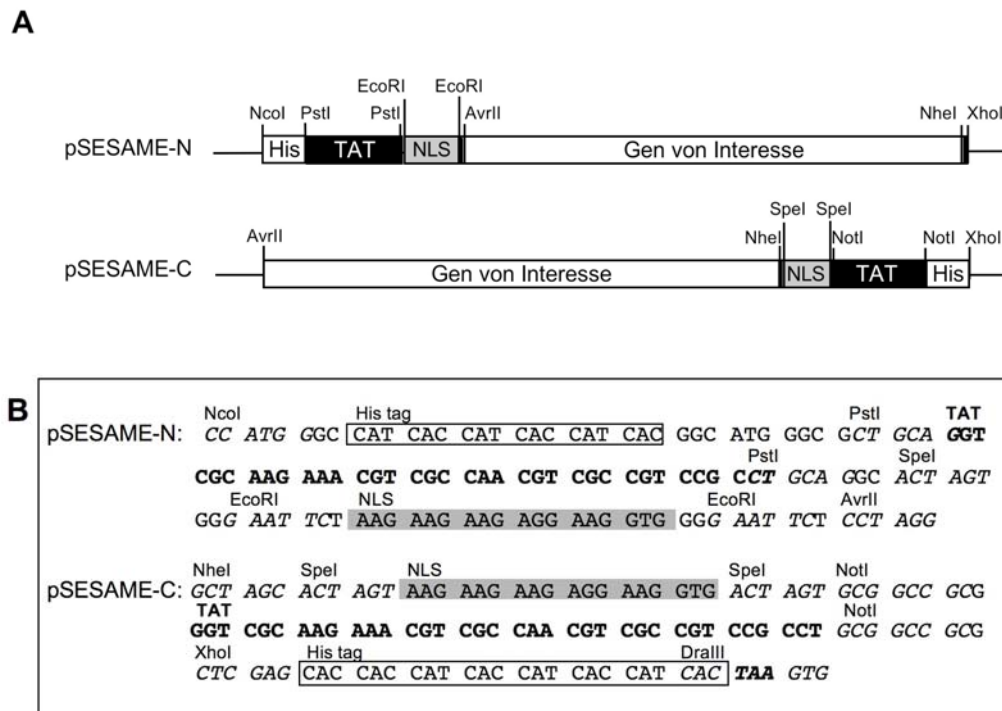 A
EcoRI EcoRI
NcoI PstI PstI AvrII NheI XhoI
pSESAME-N His TAT NLS Gen von Interesse
SpeI SpeI
AvrII NheI NotI NotI XhoI
pSESAME-C Gen von Interesse NLS TAT His
B
NcoI His tag PstI TAT
pSESAME-N: CC ATG GGC CAT CAC CAT CAC CAT CAC GGC ATG GGC GCT GCA GGT
PstI SpeI
CGC AAG AAA CGT CGC CAA CGT CGC CGT CCG CCT GCA GGC ACT AGT
EcoRI NLS EcoRI AvrII
GGG AAT TCT AAG AAG AAG AGG AAG GTG GGG AAT TCT CCT AGG
NheI SpeI NLS SpeI NotI
pSESAME-C: GCT AGC ACT AGT AAG AAG AAG AGG AAG GTG ACT AGT GCG GCC GCG
TAT NotI
GGT CGC AAG AAA CGT CGC CAA CGT CGC CGT CCG CCT GCG GCC GCG
XhoI His tag DraIII
CTC GAG CAC CAC CAT CAC CAT CAC CAT CAC TAA GTG